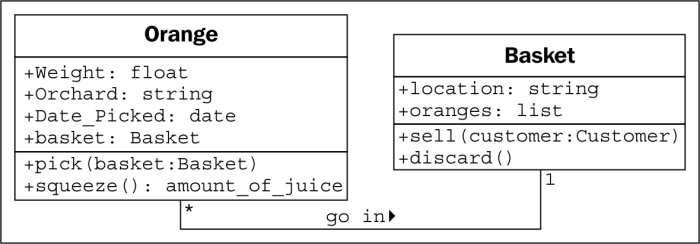 Orange
+Weight: float
+Orchard: string
+Date_Picked: date
+basket: Basket
+pick(basket:Basket)
+squeeze(): amount_of_juice
Basket
+location: string
+oranges: list
+sell(customer:Customer)
+discard()
* 1
go in▶